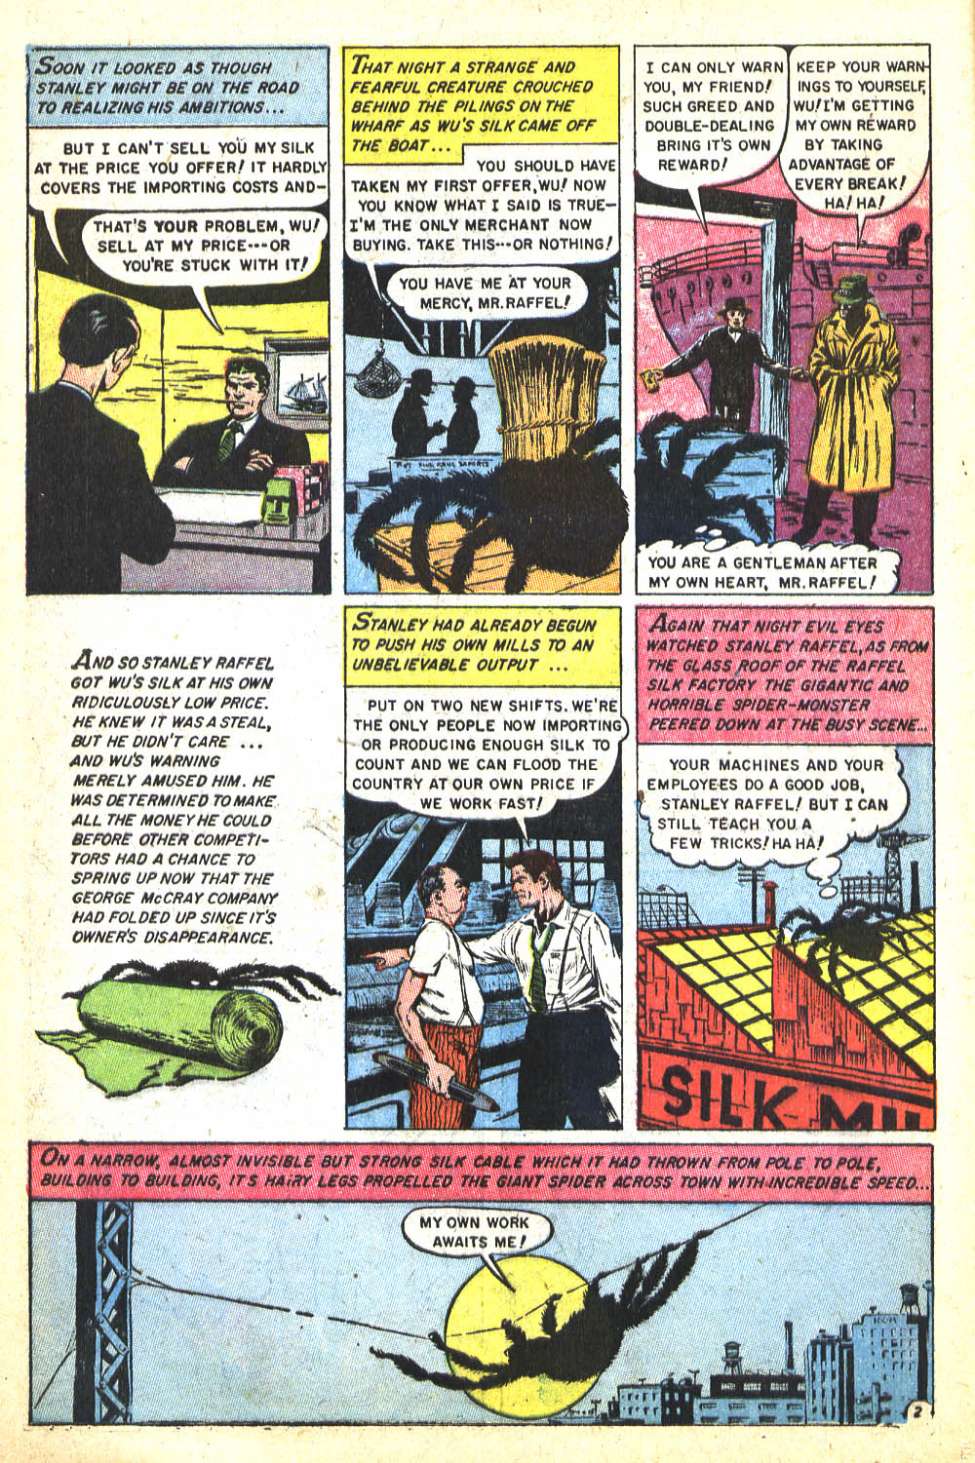 SOON IT LOOKED AS THOUGH
STANLEY MIGHT BE ON THE ROAD
TO REALIZING HIS AMBITIONS...
BUT I CAN'T SELL YOU MY SILK
AT THE PRICE YOU OFFER! IT HARDLY
COVERS THE IMPORTING COSTS AND-
THAT'S YOUR PROBLEM, WU!
SELL AT MY PRICE---OR
YOU'RE STUCK WITH IT!
THAT NIGHT A STRANGE AND
FEARFUL CREATURE CROUCHED
BEHIND THE PILINGS ON THE
WHARF AS WU'S SILK CAME OFF
THE BOAT...
YOU SHOULD HAVE
TAKEN MY FIRST OFFER, WU! NOW
YOU KNOW WHAT I SAID IS TRUE-
I'M THE ONLY MERCHANT NOW
BUYING. TAKE THIS---OR NOTHING!
YOU HAVE ME AT YOUR
MERCY, MR. RAFFEL!
I CAN ONLY WARN
YOU, MY FRIEND!
SUCH GREED AND
DOUBLE-DEALING
BRING IT'S OWN
REWARD!
KEEP YOUR WARN-
INGS TO YOURSELF,
WU! I'M GETTING
MY OWN REWARD
BY TAKING
ADVANTAGE OF
EVERY BREAK!
HA! HA!
YOU ARE A GENTLEMAN AFTER
MY OWN HEART, MR. RAFFEL!
AND SO STANLEY RAFFEL
GOT WU'S SILK AT HIS OWN
RIDICULOUSLY LOW PRICE.
HE KNEW IT WAS A STEAL,
BUT HE DIDN'T CARE ...
AND WU'S WARNING
MERELY AMUSED HIM. HE
WAS DETERMINED TO MAKE
ALL THE MONEY HE COULD
BEFORE OTHER COMPETI-
TORS HAD A CHANCE TO
SPRING UP NOW THAT THE
GEORGE McCRAY COMPANY
HAD FOLDED UP SINCE IT'S
OWNER'S DISAPPEARANCE.
STANLEY HAD ALREADY BEGUN
TO PUSH HIS OWN MILLS TO AN
UNBELIEVABLE OUTPUT ...
PUT ON TWO NEW SHIFTS. WE'RE
THE ONLY PEOPLE NOW IMPORTING
OR PRODUCING ENOUGH SILK TO
COUNT AND WE CAN FLOOD THE
COUNTRY AT OUR OWN PRICE IF
WE WORK FAST!
AGAIN THAT NIGHT EVIL EYES
WATCHED STANLEY RAFFEL, AS FROM
THE GLASS ROOF OF THE RAFFEL
SILK FACTORY THE GIGANTIC AND
HORRIBLE SPIDER-MONSTER
PEERED DOWN AT THE BUSY SCENE...
YOUR MACHINES AND YOUR
EMPLOYEES DO A GOOD JOB,
STANLEY RAFFEL! BUT I CAN
STILL TEACH YOU A
FEW TRICKS! HA HA!
SILK MIL
ON A NARROW, ALMOST INVISIBLE BUT STRONG SILK CABLE WHICH IT HAD THROWN FROM POLE TO POLE,
BUILDING TO BUILDING, IT'S HAIRY LEGS PROPELLED THE GIANT SPIDER ACROSS TOWN WITH INCREDIBLE SPEED...
MY OWN WORK
AWAITS ME!
2